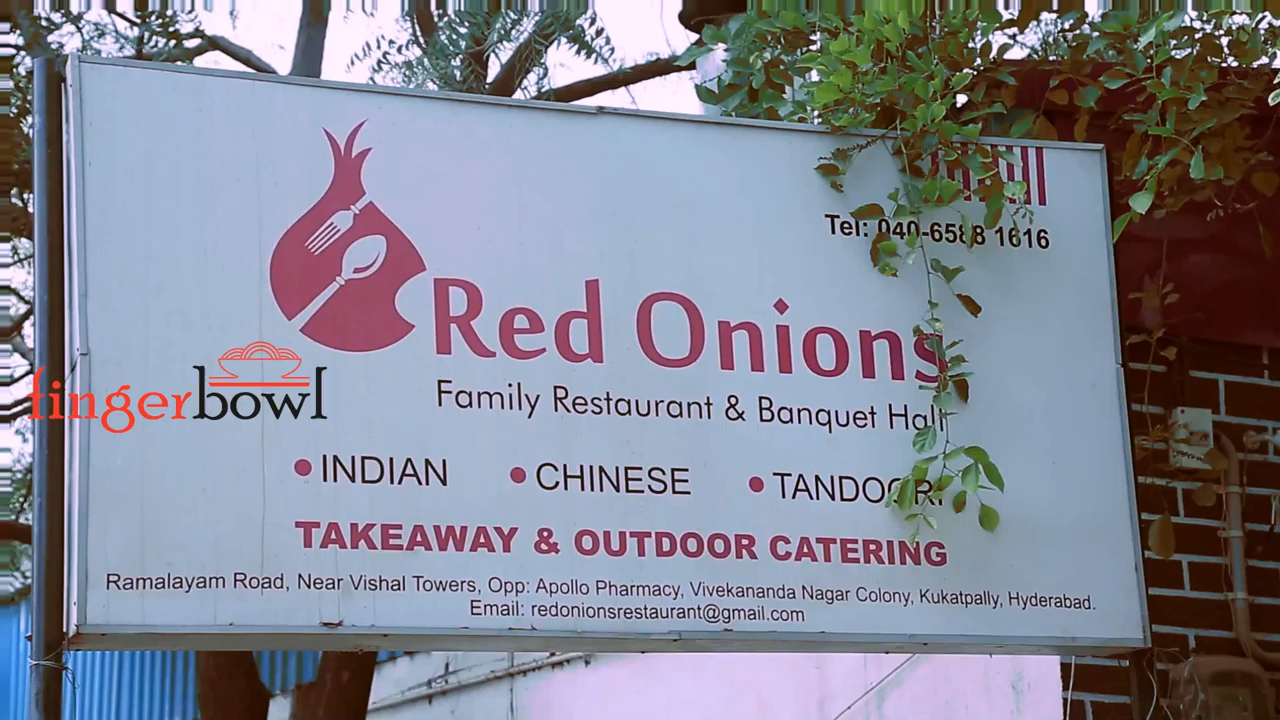 Tel: 040-6588 1616
Red Onions
Family Restaurant & Banquet Hall
fingerbowl
• INDIAN • CHINESE • TANDOORI
TAKEAWAY & OUTDOOR CATERING
Ramalayam Road, Near Vishal Towers, Opp: Apollo Pharmacy, Vivekananda Nagar Colony, Kukatpally, Hyderabad.
Email: redonionsrestaurant@gmail.com